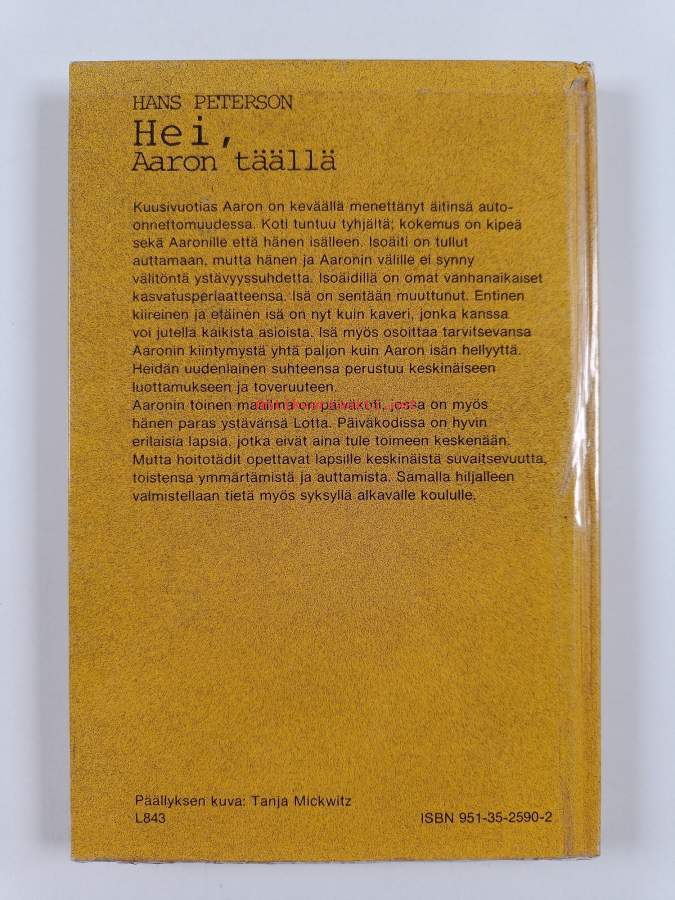 HANS PETERSON
Hei,
Aaron täällä
Kuusivuotias Aaron on keväällä menettänyt äitinsä auto-
onnettomuudessa. Koti tuntuu tyhjältä; kokemus on kipeä
sekä Aaronille että hänen isälleen. Isoäiti on tullut
auttamaan, mutta hänen ja Aaronin välille ei synny
välitöntä ystävyyssuhdetta. Isoäidillä on omat vanhanaikaiset
kasvatusperiaatteensa. Isä on sentään muuttunut. Entinen
kiireinen ja etäinen isä on nyt kuin kaveri, jonka kanssa
voi jutella kaikista asioista. Isä myös osoittaa tarvitsevansa
Aaronin kiintymystä yhtä paljon kuin Aaron isän hellyyttä.
Heidän uudenlainen suhteensa perustuu keskinäiseen
luottamukseen ja toveruuteen.
Aaronin toinen maailma on päiväkoti, jossa on myös
hänen paras ystävänsä Lotta. Päiväkodissa on hyvin
erilaisia lapsia, jotka eivät aina tule toimeen keskenään.
Mutta hoitotädit opettavat lapsille keskinäistä suvaitsevuutta,
toistensa ymmärtämistä ja auttamista. Samalla hiljalleen
valmistellaan tietä myös syksyllä alkavalle koululle.
Päällyksen kuva: Tanja Mickwitz
L843
ISBN 951-35-2590-2